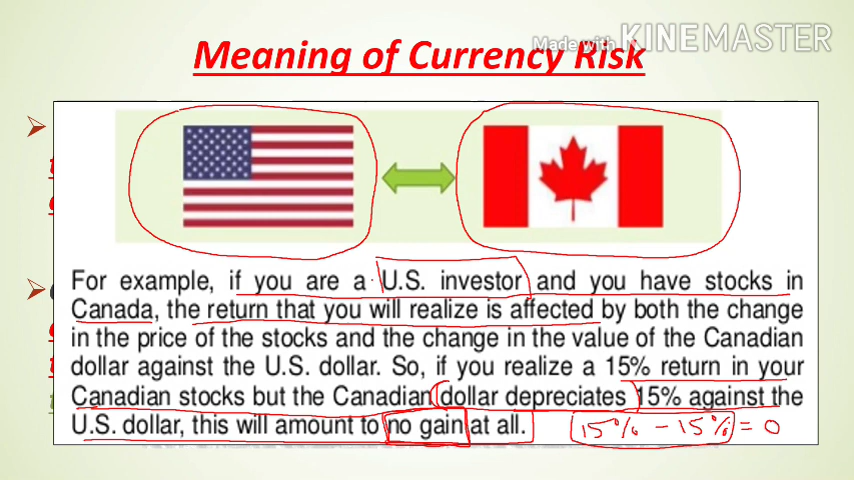 Made with KINEMASTER
Meaning of Currency Risk
For example, if you are a U.S. investor and you have stocks in
Canada, the return that you will realize is affected by both the change
in the price of the stocks and the change in the value of the Canadian
dollar against the U.S. dollar. So, if you realize a 15% return in your
Canadian stocks but the Canadian dollar depreciates 15% against the
U.S. dollar, this will amount to no gain at all.
15% - 15% = 0